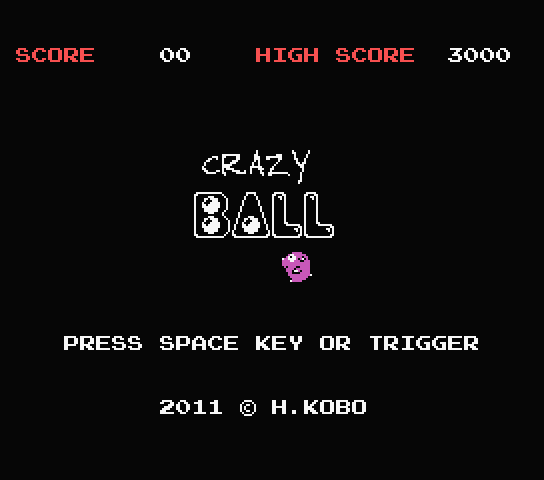 SCORE 00 HIGH SCORE 3000
CRAZY
BALL
PRESS SPACE KEY OR TRIGGER
2011 © H.KOBO